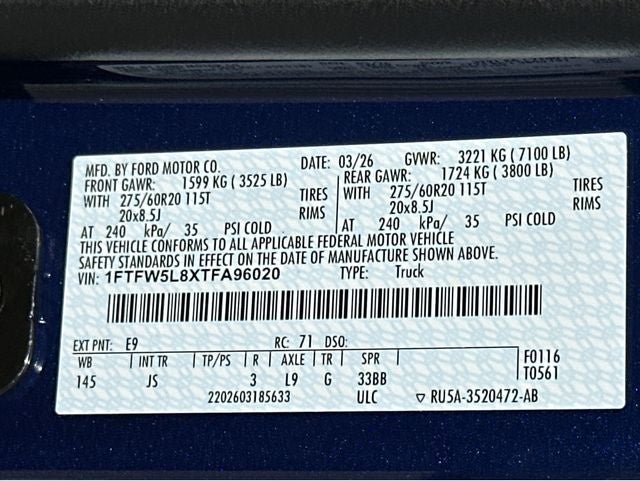 MFD. BY FORD MOTOR CO. DATE: 03/26 GVWR: 3221 KG ( 7100 LB)
FRONT GAWR: 1599 KG ( 3525 LB) REAR GAWR: 1724 KG ( 3800 LB)
WITH 275/60R20 115T TIRES WITH 275/60R20 115T TIRES
20x8.5J RIMS 20x8.5J RIMS
AT 240 kPa/ 35 PSI COLD AT 240 kPa/ 35 PSI COLD
THIS VEHICLE CONFORMS TO ALL APPLICABLE FEDERAL MOTOR VEHICLE
SAFETY STANDARDS IN EFFECT ON THE DATE OF MANUFACTURE SHOWN ABOVE.
VIN: 1FTFW5L8XTFA96020 TYPE: Truck
EXT PNT: E9 RC: 71 DSO:
WB INT TR TP/PS R AXLE TR SPR F0116
145 JS 3 L9 G 33BB T0561
2202603185633 ULC ▽ RU5A-3520472-AB